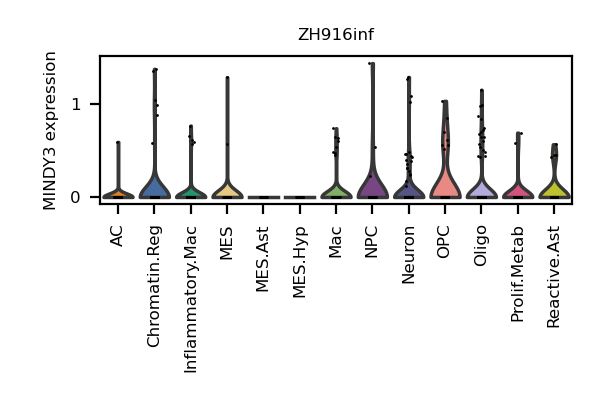 ZH916inf
MINDY3 expression
1
0
AC
Chromatin.Reg
Inflammatory.Mac
MES
MES.Ast
MES.Hyp
Mac
NPC
Neuron
OPC
Oligo
Prolif.Metab
Reactive.Ast